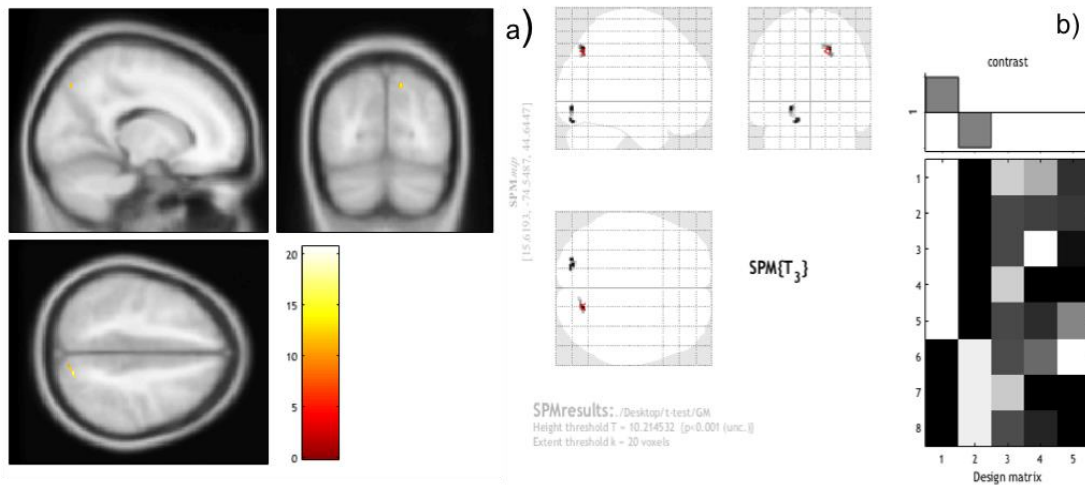 a)
20
15
10
5
0
SPMmip
[15.6193, -74.5487, 44.6447]
SPM{T3}
SPMresults: ./Desktop/t-test/GM
Height threshold T = 10.214532 {p<0.001 (unc.)}
Extent threshold k = 20 voxels
b)
contrast
1
1
2
3
4
5
6
7
8
1 2 3 4 5
Design matrix